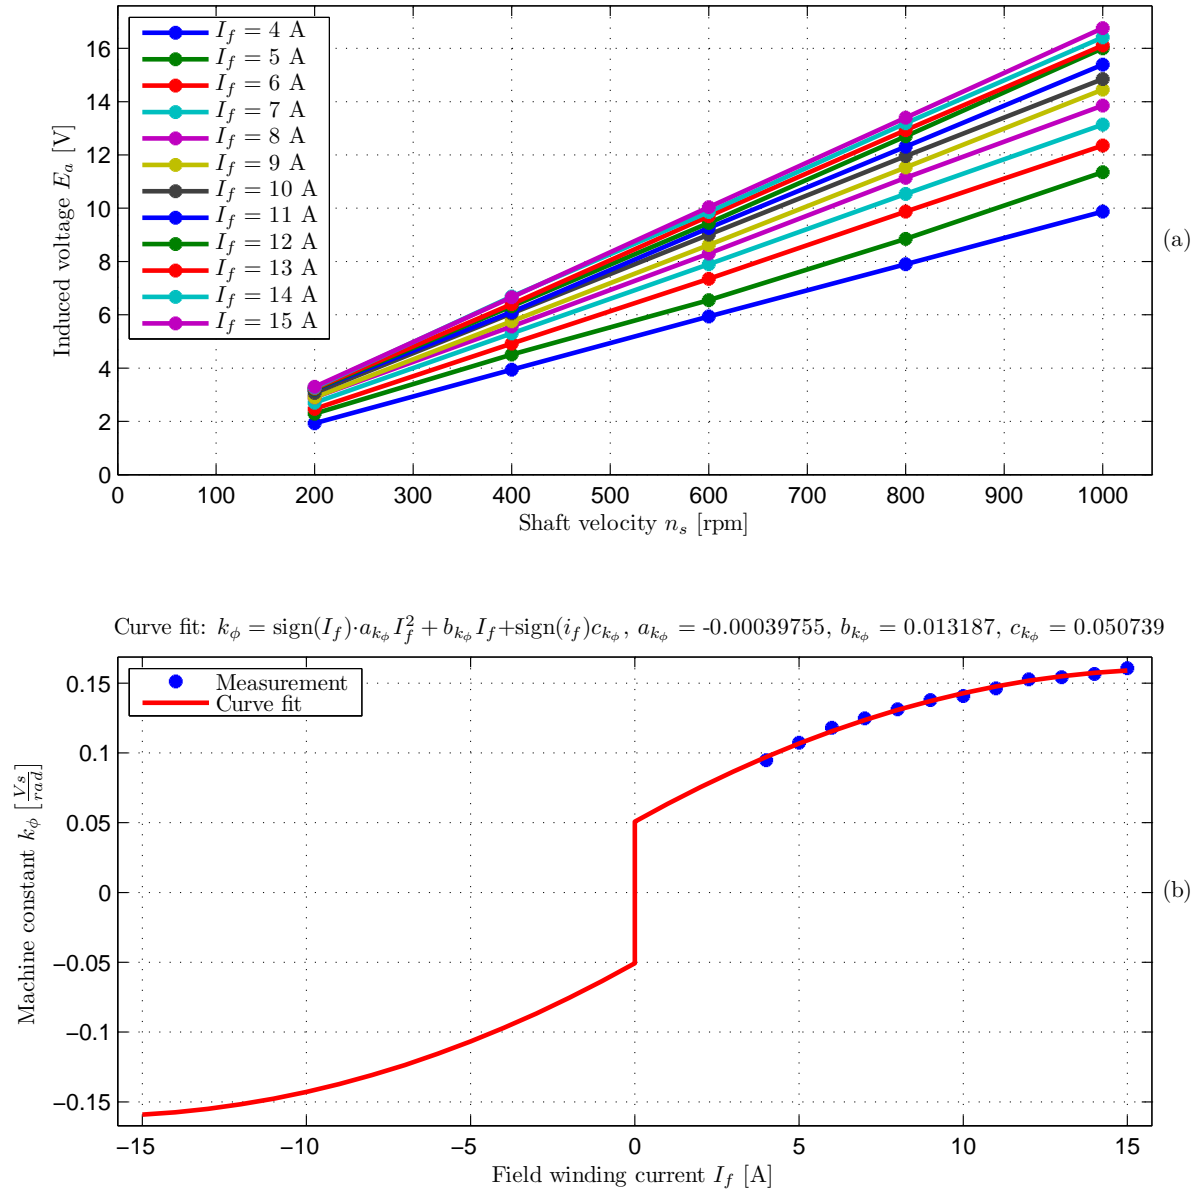 I_f = 4 A
I_f = 5 A
I_f = 6 A
I_f = 7 A
I_f = 8 A
I_f = 9 A
I_f = 10 A
I_f = 11 A
I_f = 12 A
I_f = 13 A
I_f = 14 A
I_f = 15 A
16
14
12
10
8
6
4
2
0
Induced voltage E_a [V]
0 100 200 300 400 500 600 700 800 900 1000
Shaft velocity n_s [rpm]
(a)
Curve fit: k_ϕ = sign(I_f)·a_{k_ϕ} I_f^2 + b_{k_ϕ} I_f+sign(i_f)c_{k_ϕ}, a_{k_ϕ} = -0.00039755, b_{k_ϕ} = 0.013187, c_{k_ϕ} = 0.050739
Measurement
Curve fit
0.15
0.1
0.05
0
−0.05
−0.1
−0.15
Machine constant k_ϕ [Vs/rad]
−15 −10 −5 0 5 10 15
Field winding current I_f [A]
(b)